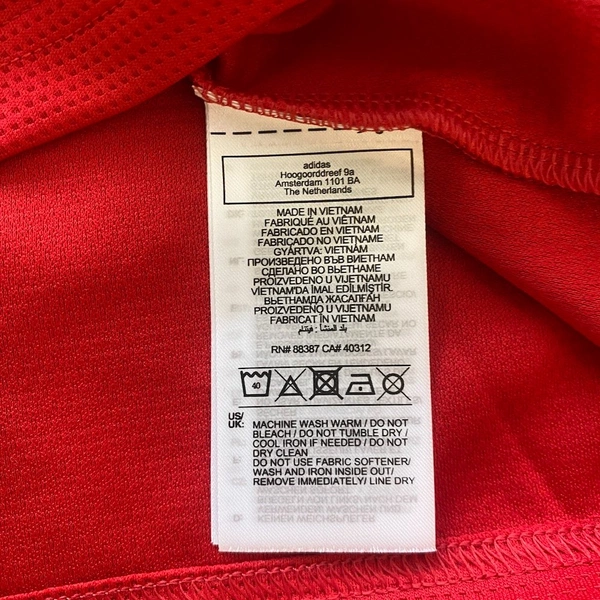 adidas
Hoogoorddreef 9a
Amsterdam 1101 BA
The Netherlands
MADE IN VIETNAM
FABRIQUÉ AU VIÊTNAM
FABRICADO EN VIETNAM
FABRICADO NO VIETNAME
GYÁRTVA: VIETNÁM
ПРОИЗВЕДЕНО ВЪВ ВИЕТНАМ
СДЕЛАНО ВО ВЬЕТНАМЕ
PROIZVEDENO U VIJETNAMU
VIETNAM'DA İMAL EDİLMİŞTİR.
ВЬЕТНАМДА ЖАСАЛҒАН
PROIZVEDENO U VIJETNAMU
FABRICAT ÎN VIETNAM
بلد المنشأ : فيتنام
RN# 88387 CA# 40312
40
US/
UK:
MACHINE WASH WARM / DO NOT
BLEACH / DO NOT TUMBLE DRY /
COOL IRON IF NEEDED / DO NOT
DRY CLEAN
DO NOT USE FABRIC SOFTENER/
WASH AND IRON INSIDE OUT/
REMOVE IMMEDIATELY/ LINE DRY